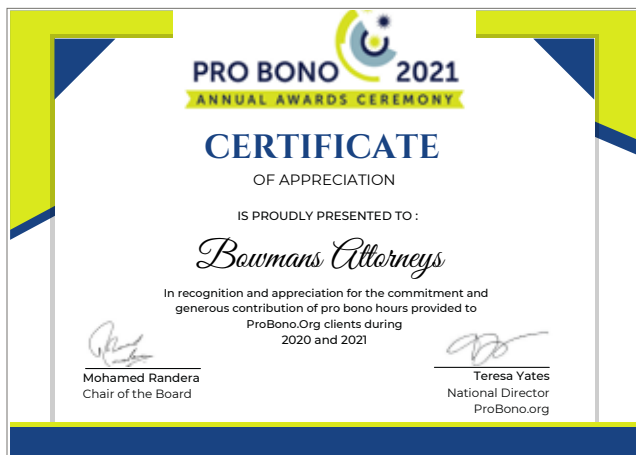 PRO BONO 2021
ANNUAL AWARDS CEREMONY
CERTIFICATE
OF APPRECIATION
IS PROUDLY PRESENTED TO :
Bowmans Attorneys
In recognition and appreciation for the commitment and
generous contribution of pro bono hours provided to
ProBono.Org clients during
2020 and 2021
Mohamed Randera
Chair of the Board
Teresa Yates
National Director
ProBono.org